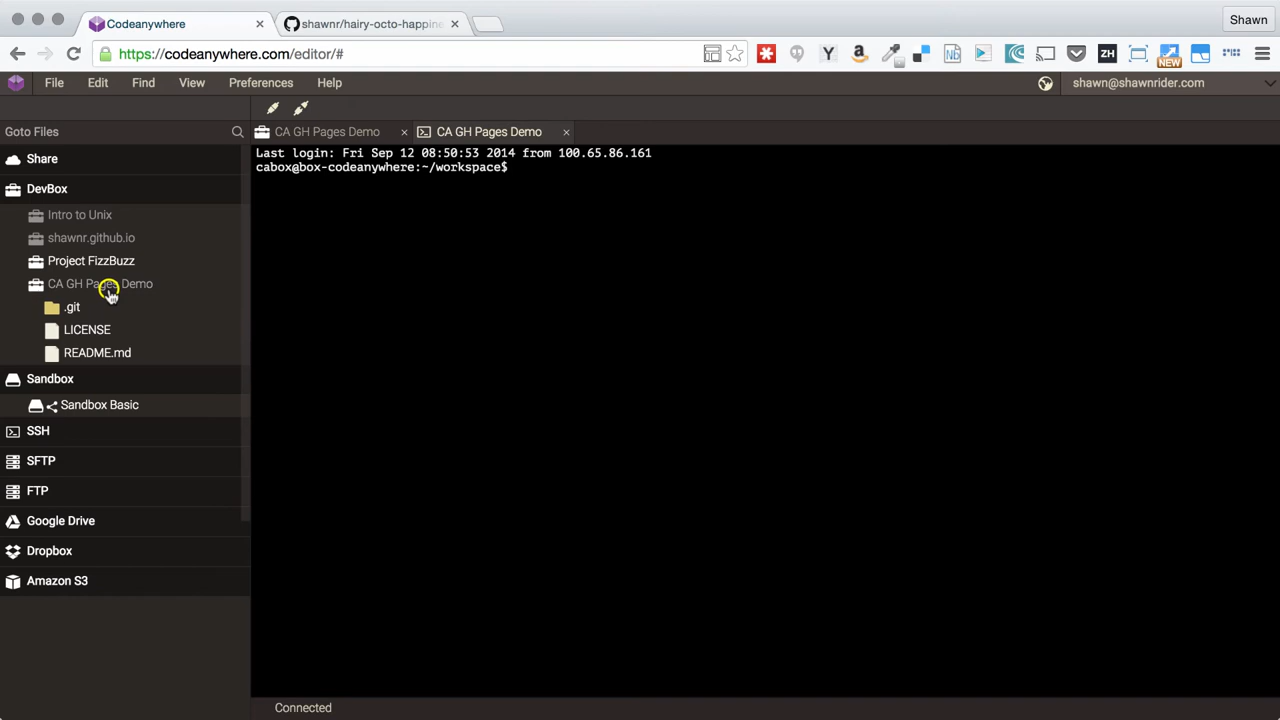 Codeanywhere
shawnr/hairy-octo-happine
Shawn
https://codeanywhere.com/editor/#
Y
a
Nb
ZH
NEW
File Edit Find View Preferences Help
shawn@shawnrider.com
Goto Files
CA GH Pages Demo
CA GH Pages Demo
Share
DevBox
Intro to Unix
shawnr.github.io
Project FizzBuzz
CA GH Pages Demo
.git
LICENSE
README.md
Sandbox
Sandbox Basic
SSH
SFTP
FTP
Google Drive
Dropbox
Amazon S3
Last login: Fri Sep 12 08:50:53 2014 from 100.65.86.161
cabox@box-codeanywhere:~/workspace$
Connected